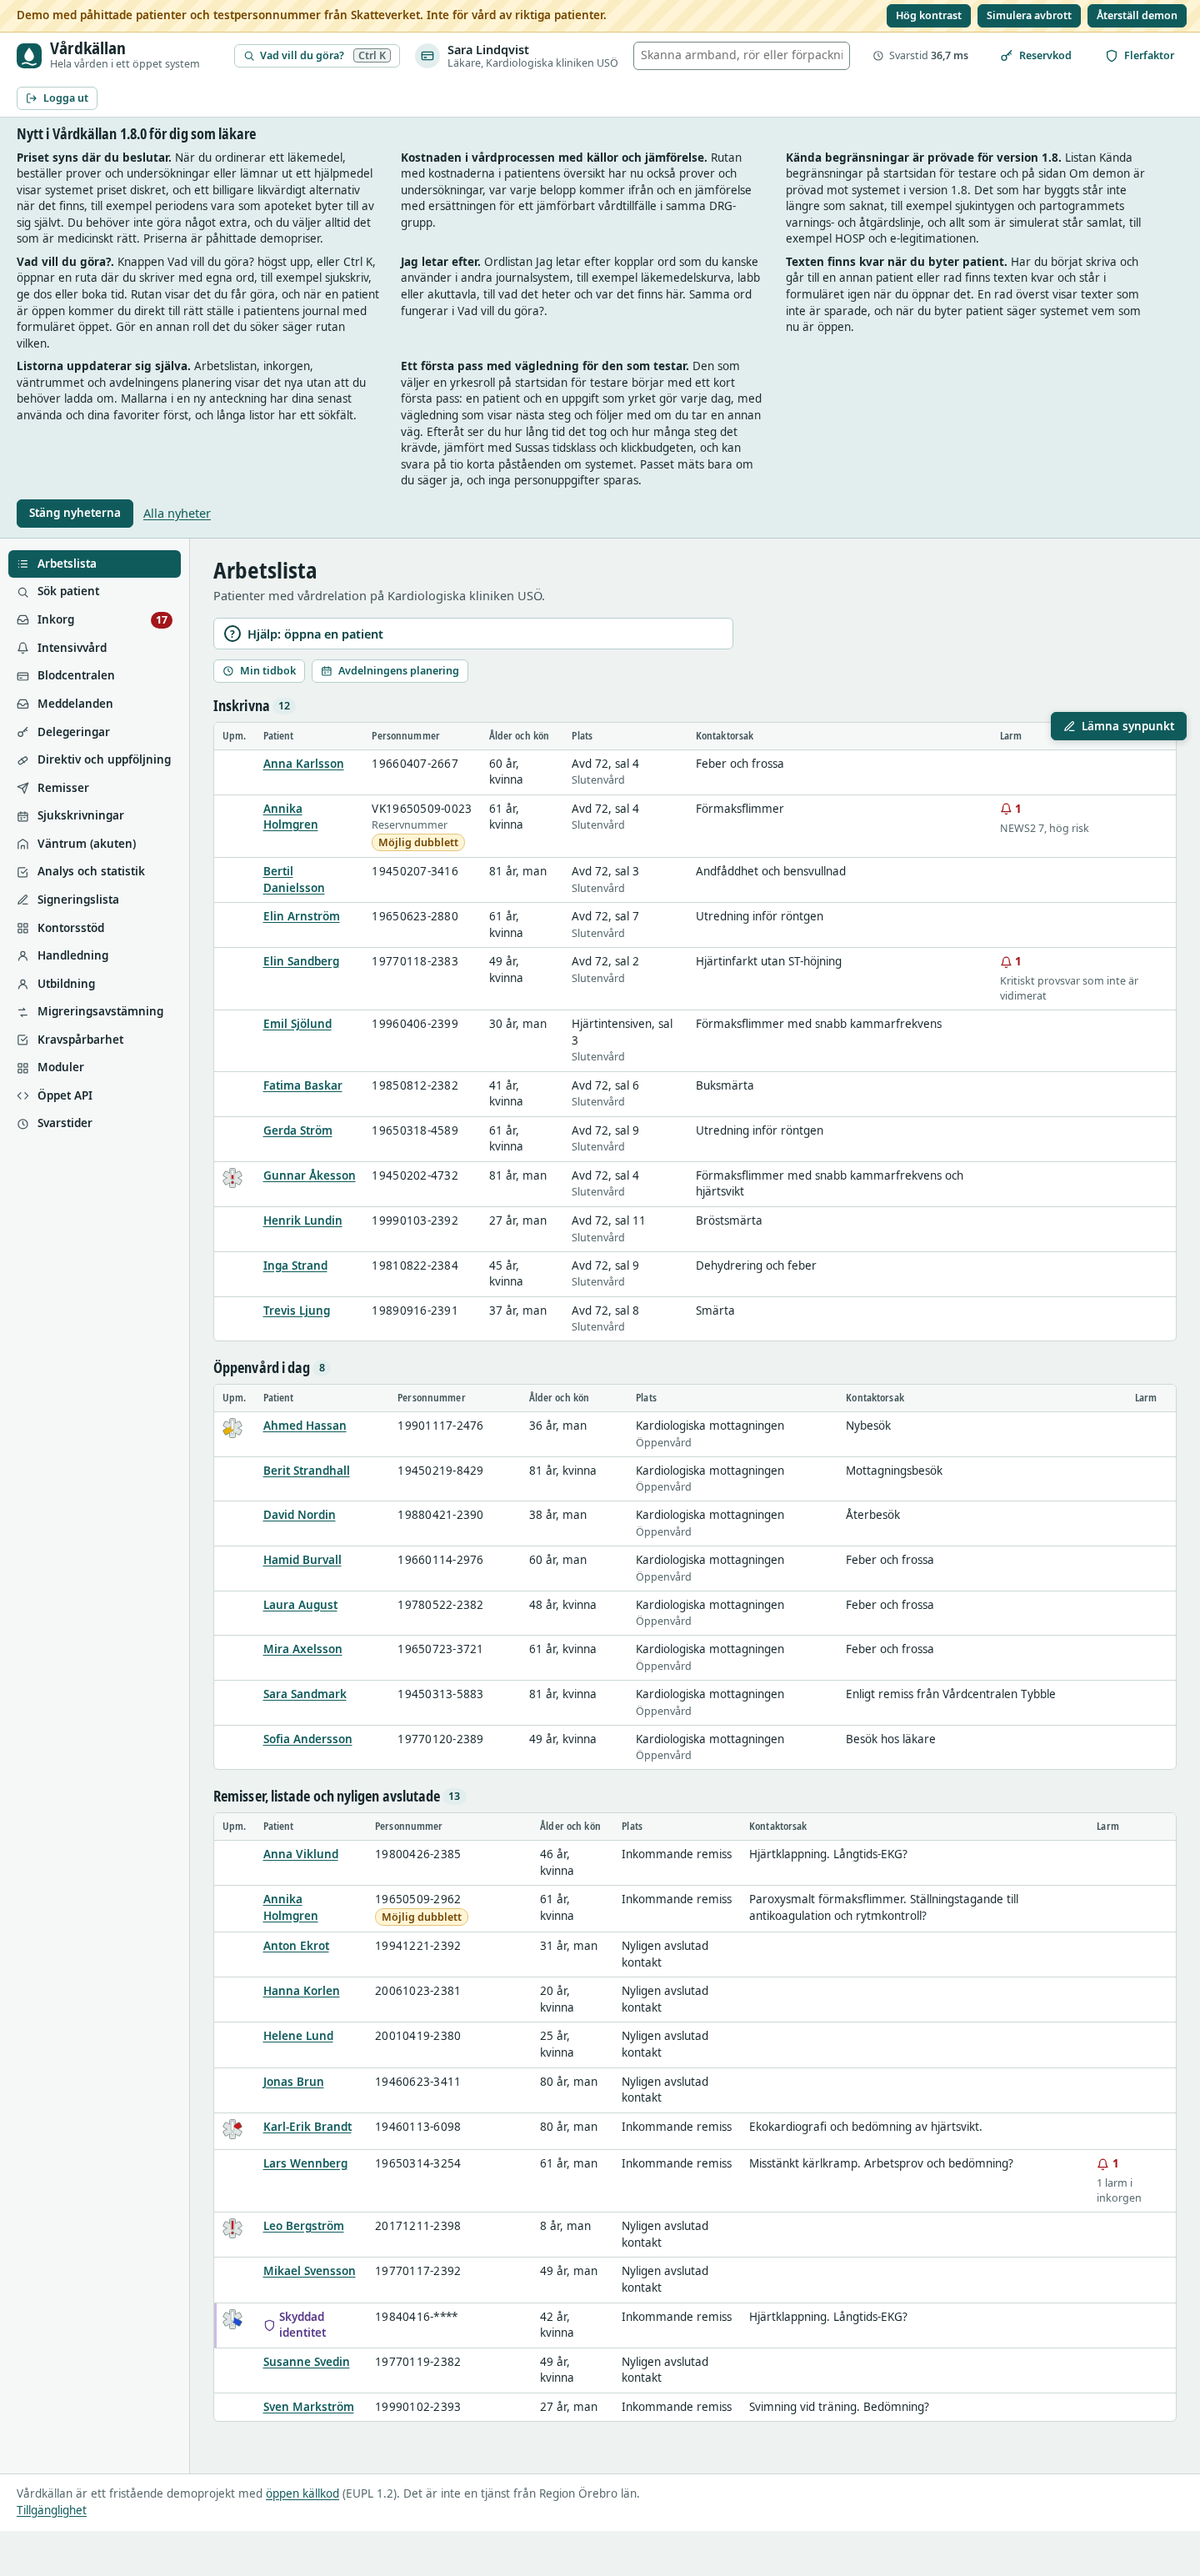 Demo med påhittade patienter och testpersonnummer från Skatteverket. Inte för vård av riktiga patienter.
Hög kontrast
Simulera avbrott
Återställ demon
Vårdkällan
Hela vården i ett öppet system
Vad vill du göra? Ctrl K
Sara Lindqvist
Läkare, Kardiologiska kliniken USÖ
Skanna armband, rör eller förpackni
Svarstid 36,7 ms
Reservkod
Flerfaktor
Logga ut
Nytt i Vårdkällan 1.8.0 för dig som läkare
Priset syns där du beslutar. När du ordinerar ett läkemedel,
beställer prover och undersökningar eller lämnar ut ett hjälpmedel
visar systemet priset diskret, och ett billigare likvärdigt alternativ
när det finns, till exempel periodens vara som apoteket byter till av
sig självt. Du behöver inte göra något extra, och du väljer alltid det
som är medicinskt rätt. Priserna är påhittade demopriser.
Kostnaden i vårdprocessen med källor och jämförelse. Rutan
med kostnaderna i patientens översikt har nu också prover och
undersökningar, var varje belopp kommer ifrån och en jämförelse
med ersättningen för ett jämförbart vårdtillfälle i samma DRG-
grupp.
Kända begränsningar är prövade för version 1.8. Listan Kända
begränsningar på startsidan för testare och på sidan Om demon är
prövad mot systemet i version 1.8. Det som har byggts står inte
längre som saknat, till exempel sjukintygen och partogrammets
varnings- och åtgärdslinje, och allt som är simulerat står samlat, till
exempel HOSP och e-legitimationen.
Vad vill du göra?. Knappen Vad vill du göra? högst upp, eller Ctrl K,
öppnar en ruta där du skriver med egna ord, till exempel sjukskriv,
ge dos eller boka tid. Rutan visar det du får göra, och när en patient
är öppen kommer du direkt till rätt ställe i patientens journal med
formuläret öppet. Gör en annan roll det du söker säger rutan
vilken.
Jag letar efter. Ordlistan Jag letar efter kopplar ord som du kanske
använder i andra journalsystem, till exempel läkemedelskurva, labb
eller akuttavla, till vad det heter och var det finns här. Samma ord
fungerar i Vad vill du göra?.
Texten finns kvar när du byter patient. Har du börjat skriva och
går till en annan patient eller rad finns texten kvar och står i
formuläret igen när du öppnar det. En rad överst visar texter som
inte är sparade, och när du byter patient säger systemet vem som
nu är öppen.
Listorna uppdaterar sig själva. Arbetslistan, inkorgen,
väntrummet och avdelningens planering visar det nya utan att du
behöver ladda om. Mallarna i en ny anteckning har dina senast
använda och dina favoriter först, och långa listor har ett sökfält.
Ett första pass med vägledning för den som testar. Den som
väljer en yrkesroll på startsidan för testare börjar med ett kort
första pass: en patient och en uppgift som yrket gör varje dag, med
vägledning som visar nästa steg och följer med om du tar en annan
väg. Efteråt ser du hur lång tid det tog och hur många steg det
krävde, jämfört med Sussas tidsklass och klickbudgeten, och kan
svara på tio korta påståenden om systemet. Passet mäts bara om
du säger ja, och inga personuppgifter sparas.
Stäng nyheterna
Alla nyheter
Arbetslista
Sök patient
Inkorg 17
Intensivvård
Blodcentralen
Meddelanden
Delegeringar
Direktiv och uppföljning
Remisser
Sjukskrivningar
Väntrum (akuten)
Analys och statistik
Signeringslista
Kontorsstöd
Handledning
Utbildning
Migreringsavstämning
Kravspårbarhet
Moduler
Öppet API
Svarstider
Arbetslista
Patienter med vårdrelation på Kardiologiska kliniken USÖ.
? Hjälp: öppna en patient
Min tidbok
Avdelningens planering
Lämna synpunkt
Inskrivna 12
Upm. Patient Personnummer Ålder och kön Plats Kontaktorsak Larm
Anna Karlsson 19660407-2667 60 år, kvinna Avd 72, sal 4 Slutenvård Feber och frossa
Annika Holmgren VK19650509-0023 Reservnummer Möjlig dubblett 61 år, kvinna Avd 72, sal 4 Slutenvård Förmaksflimmer 1 NEWS2 7, hög risk
Bertil Danielsson 19450207-3416 81 år, man Avd 72, sal 3 Slutenvård Andfåddhet och bensvullnad
Elin Arnström 19650623-2880 61 år, kvinna Avd 72, sal 7 Slutenvård Utredning inför röntgen
Elin Sandberg 19770118-2383 49 år, kvinna Avd 72, sal 2 Slutenvård Hjärtinfarkt utan ST-höjning 1 Kritiskt provsvar som inte är vidimerat
Emil Sjölund 19960406-2399 30 år, man Hjärtintensiven, sal 3 Slutenvård Förmaksflimmer med snabb kammarfrekvens
Fatima Baskar 19850812-2382 41 år, kvinna Avd 72, sal 6 Slutenvård Buksmärta
Gerda Ström 19650318-4589 61 år, kvinna Avd 72, sal 9 Slutenvård Utredning inför röntgen
Gunnar Åkesson 19450202-4732 81 år, man Avd 72, sal 4 Slutenvård Förmaksflimmer med snabb kammarfrekvens och hjärtsvikt
Henrik Lundin 19990103-2392 27 år, man Avd 72, sal 11 Slutenvård Bröstsmärta
Inga Strand 19810822-2384 45 år, kvinna Avd 72, sal 9 Slutenvård Dehydrering och feber
Trevis Ljung 19890916-2391 37 år, man Avd 72, sal 8 Slutenvård Smärta
Öppenvård i dag 8
Upm. Patient Personnummer Ålder och kön Plats Kontaktorsak Larm
Ahmed Hassan 19901117-2476 36 år, man Kardiologiska mottagningen Öppenvård Nybesök
Berit Strandhall 19450219-8429 81 år, kvinna Kardiologiska mottagningen Öppenvård Mottagningsbesök
David Nordin 19880421-2390 38 år, man Kardiologiska mottagningen Öppenvård Återbesök
Hamid Burvall 19660114-2976 60 år, man Kardiologiska mottagningen Öppenvård Feber och frossa
Laura August 19780522-2382 48 år, kvinna Kardiologiska mottagningen Öppenvård Feber och frossa
Mira Axelsson 19650723-3721 61 år, kvinna Kardiologiska mottagningen Öppenvård Feber och frossa
Sara Sandmark 19450313-5883 81 år, kvinna Kardiologiska mottagningen Öppenvård Enligt remiss från Vårdcentralen Tybble
Sofia Andersson 19770120-2389 49 år, kvinna Kardiologiska mottagningen Öppenvård Besök hos läkare
Remisser, listade och nyligen avslutade 13
Upm. Patient Personnummer Ålder och kön Plats Kontaktorsak Larm
Anna Viklund 19800426-2385 46 år, kvinna Inkommande remiss Hjärtklappning. Långtids-EKG?
Annika Holmgren 19650509-2962 Möjlig dubblett 61 år, kvinna Inkommande remiss Paroxysmalt förmaksflimmer. Ställningstagande till antikoagulation och rytmkontroll?
Anton Ekrot 19941221-2392 31 år, man Nyligen avslutad kontakt
Hanna Korlen 20061023-2381 20 år, kvinna Nyligen avslutad kontakt
Helene Lund 20010419-2380 25 år, kvinna Nyligen avslutad kontakt
Jonas Brun 19460623-3411 80 år, man Nyligen avslutad kontakt
Karl-Erik Brandt 19460113-6098 80 år, man Inkommande remiss Ekokardiografi och bedömning av hjärtsvikt.
Lars Wennberg 19650314-3254 61 år, man Inkommande remiss Misstänkt kärlkramp. Arbetsprov och bedömning? 1 1 larm i inkorgen
Leo Bergström 20171211-2398 8 år, man Nyligen avslutad kontakt
Mikael Svensson 19770117-2392 49 år, man Nyligen avslutad kontakt
Skyddad identitet 19840416-**** 42 år, kvinna Inkommande remiss Hjärtklappning. Långtids-EKG?
Susanne Svedin 19770119-2382 49 år, kvinna Nyligen avslutad kontakt
Sven Markström 19990102-2393 27 år, man Inkommande remiss Svimning vid träning. Bedömning?
Vårdkällan är ett fristående demoprojekt med öppen källkod (EUPL 1.2). Det är inte en tjänst från Region Örebro län.
Tillgänglighet